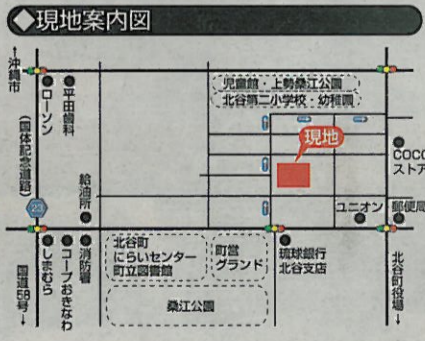 ◆現地案内図
←沖縄市
ローソン
平田歯科
(国体記念道路)
給油所
23
児童館・上勢桑江公園
北谷第二小学校・幼稚園
現地
COCO
ストア
ユニオン
郵便局
しまむら
コープおきなわ
消防署
国道58号→
北谷町
にらいセンター
町立図書館
町営
グランド
桑江公園
琉球銀行
北谷支店
北谷町役場→